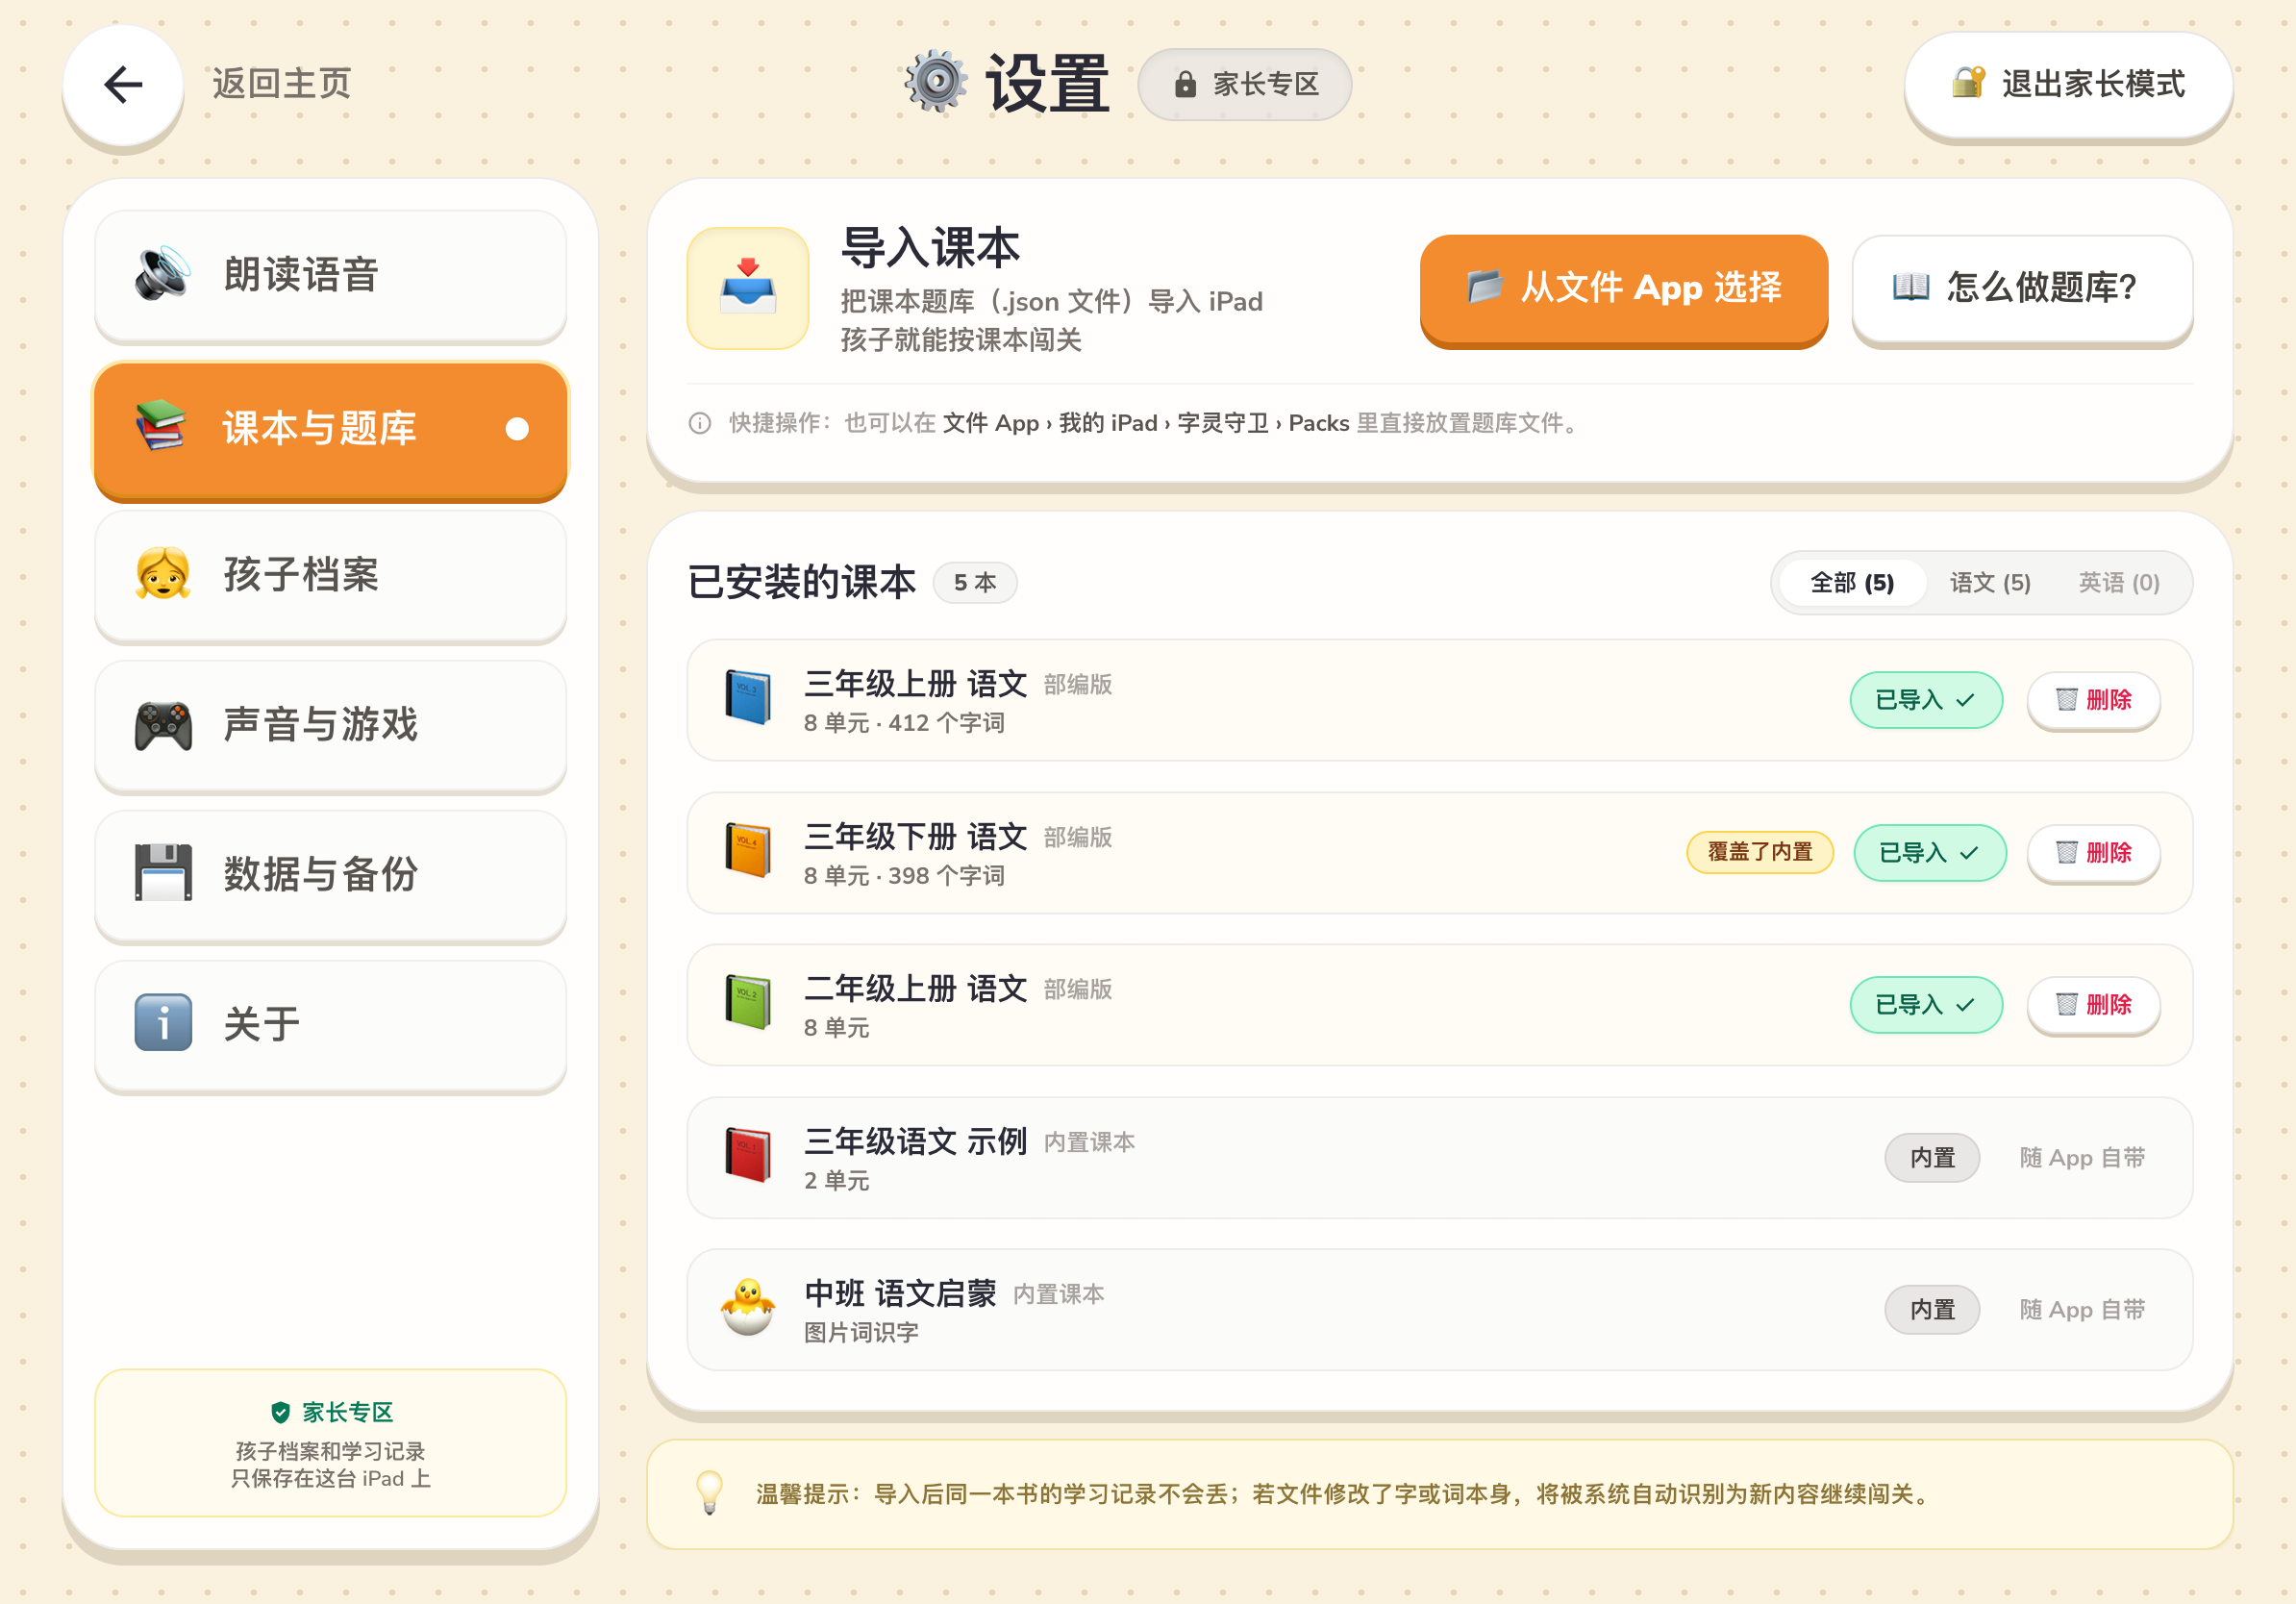 返回主页
设置
家长专区
退出家长模式
朗读语音
课本与题库
孩子档案
声音与游戏
数据与备份
关于
家长专区
孩子档案和学习记录
只保存在这台 iPad 上
导入课本
把课本题库（.json 文件）导入 iPad
孩子就能按课本闯关
从文件 App 选择
怎么做题库?
快捷操作：也可以在 文件 App › 我的 iPad › 字灵守卫 › Packs 里直接放置题库文件。
已安装的课本
5 本
全部 (5)
语文 (5)
英语 (0)
三年级上册 语文 部编版
8 单元 · 412 个字词
已导入 ✓
删除
三年级下册 语文 部编版
8 单元 · 398 个字词
覆盖了内置
已导入 ✓
删除
二年级上册 语文 部编版
8 单元
已导入 ✓
删除
三年级语文 示例 内置课本
2 单元
内置
随 App 自带
中班 语文启蒙 内置课本
图片词识字
内置
随 App 自带
温馨提示：导入后同一本书的学习记录不会丢；若文件修改了字或词本身，将被系统自动识别为新内容继续闯关。